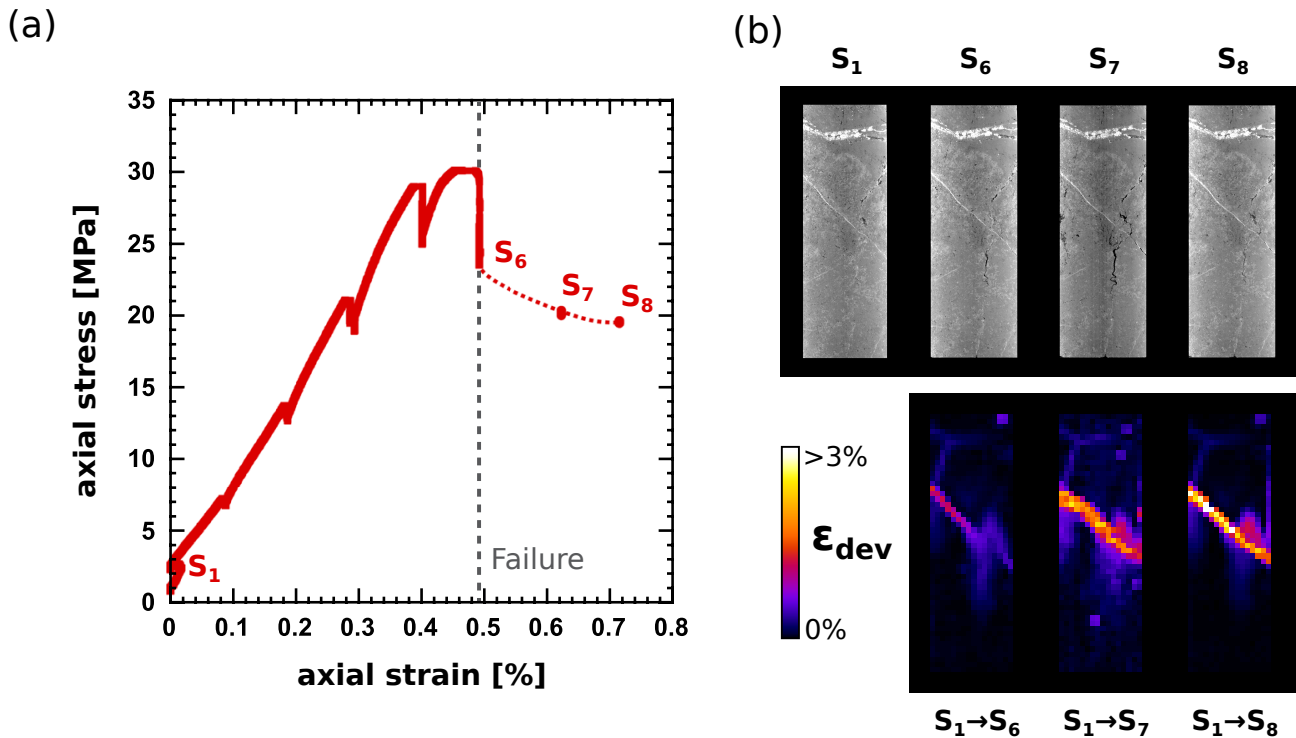 (a)
35
30
25
20
15
10
5
0
axial stress [MPa]
0 0.1 0.2 0.3 0.4 0.5 0.6 0.7 0.8
axial strain [%]
S₁
S₆
S₇
S₈
Failure
(b)
S₁ S₆ S₇ S₈
>3%
0%
εdev
S₁→S₆ S₁→S₇ S₁→S₈